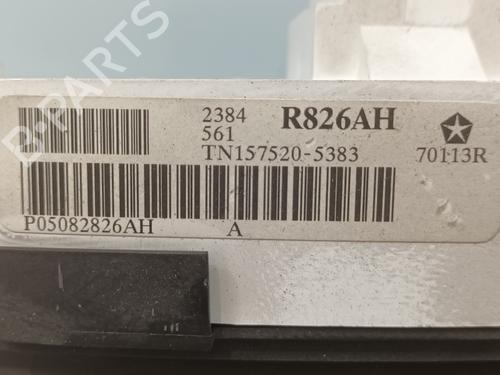 B-PARTS
2384
R826AH
561
TN157520-5383
70113R
P05082826AH
A